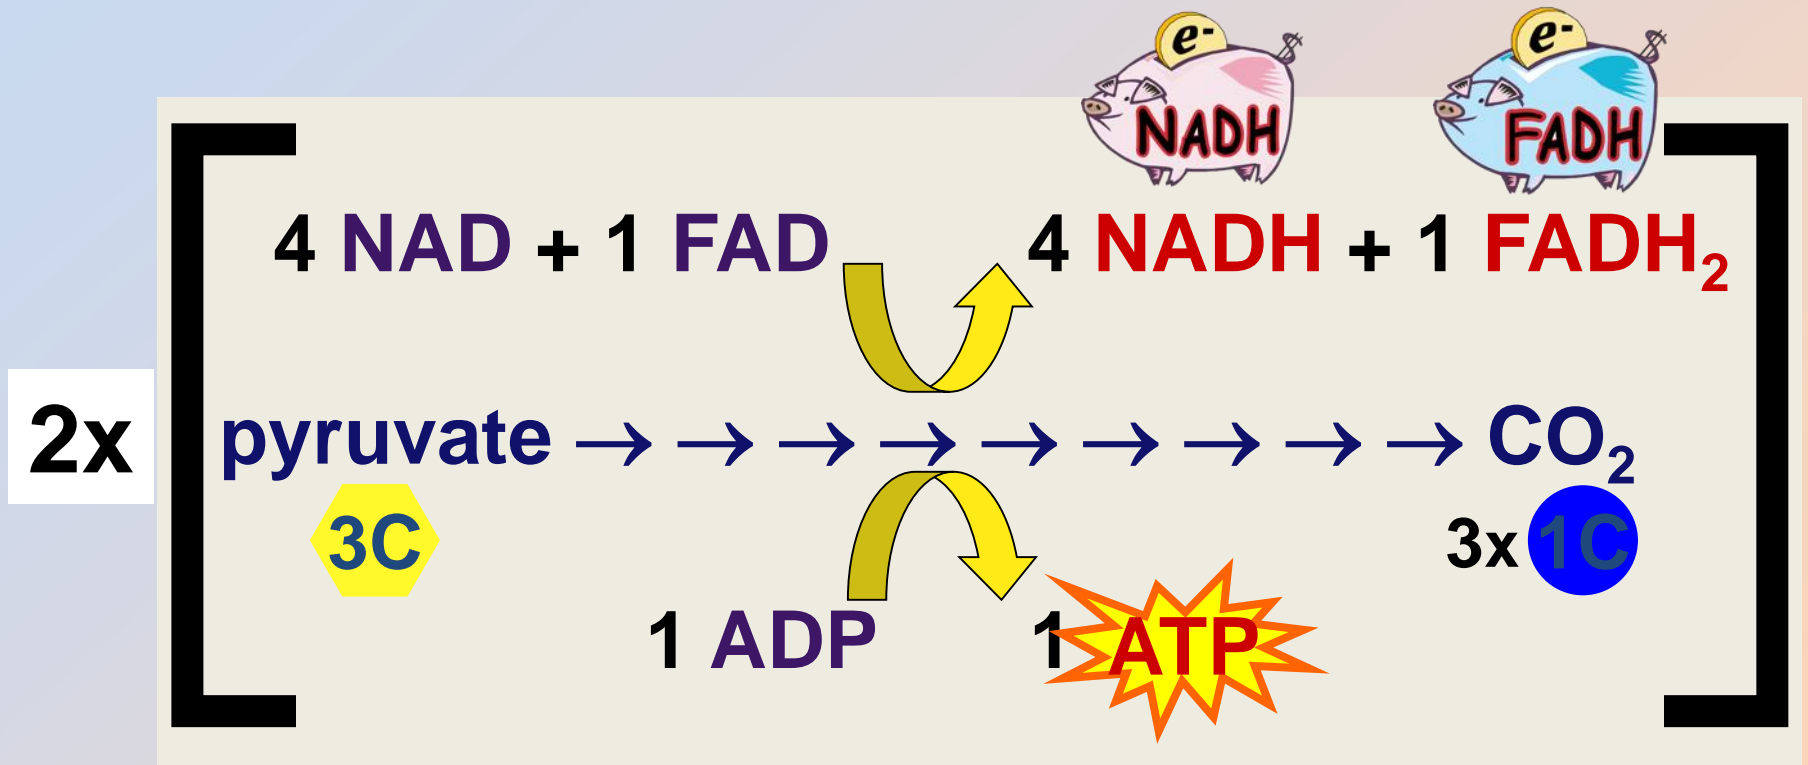 e- e-
NADH FADH
4 NAD + 1 FAD 4 NADH + 1 FADH₂
2x pyruvate → → → → → → → → → CO₂
3C 3x 1C
1 ADP 1 ATP